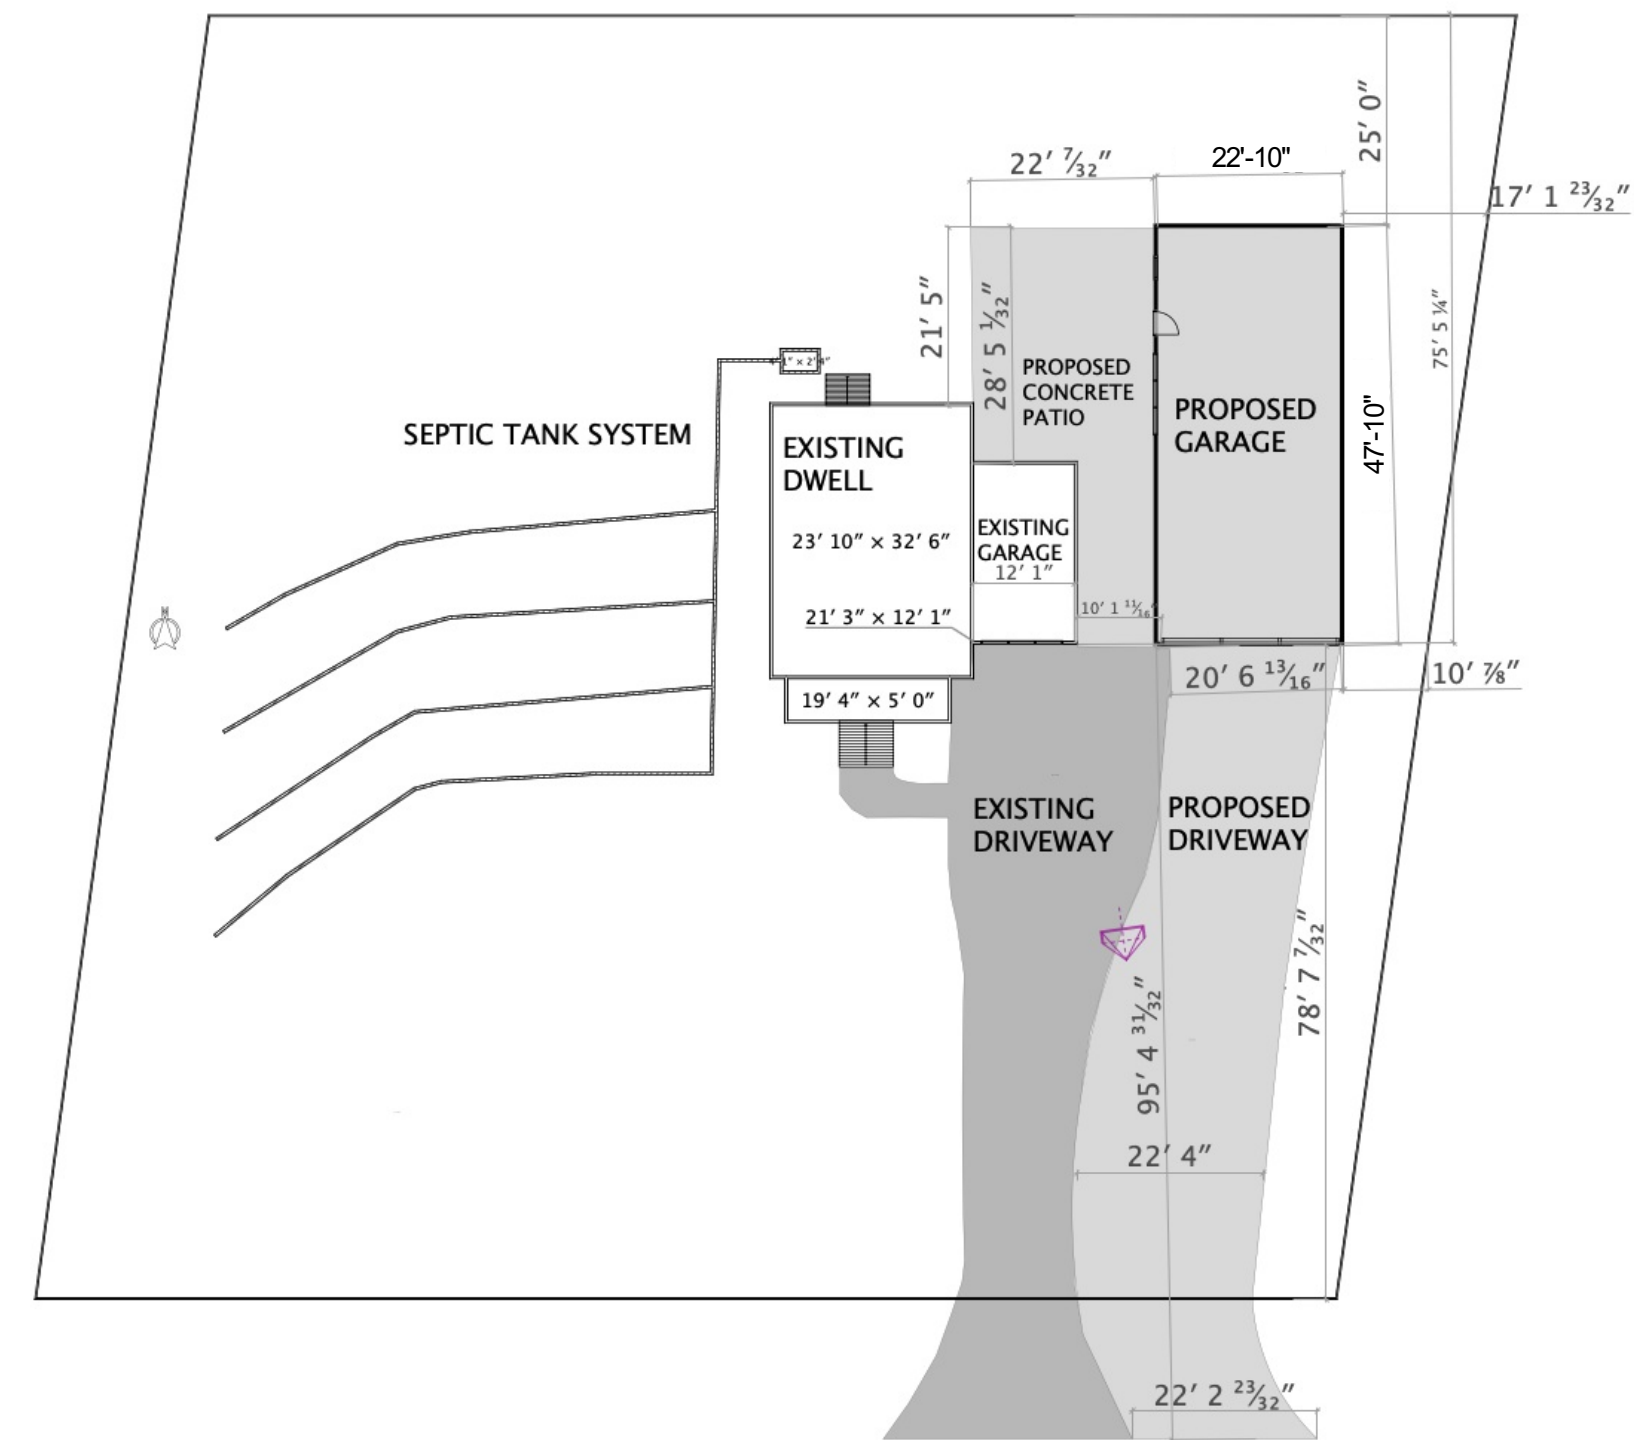 25' 0"
22' 7/32"
22'-10"
17' 1 23/32"
21' 5"
28' 5 1/32"
75' 5 1/4"
PROPOSED
CONCRETE
PATIO
PROPOSED
GARAGE
47'-10"
SEPTIC TANK SYSTEM
EXISTING
DWELL
23' 10" × 32' 6"
21' 3" × 12' 1"
EXISTING
GARAGE
12' 1"
10' 1 11/16"
N
19' 4" × 5' 0"
20' 6 13/16"
10' 7/8"
EXISTING
DRIVEWAY
PROPOSED
DRIVEWAY
78' 7 7/32"
95' 4 31/32"
22' 4"
22' 2 23/32"